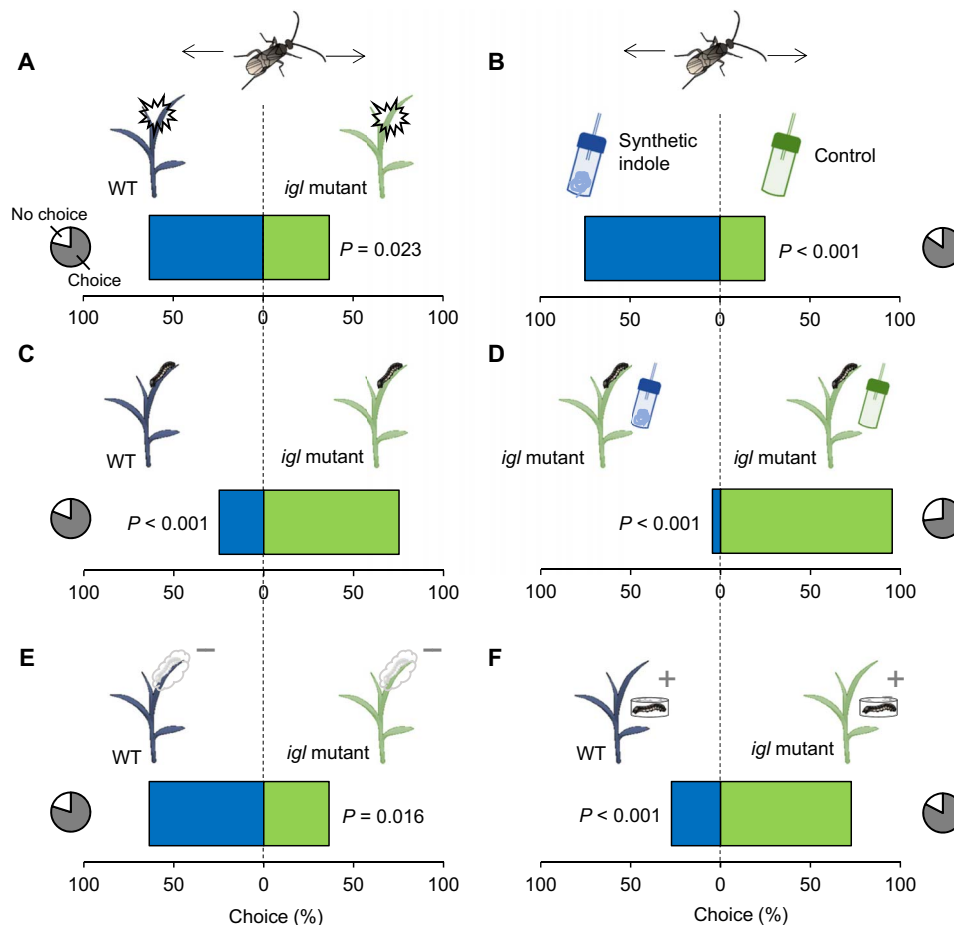 A
B
WT
igl mutant
Synthetic
indole
Control
No choice
Choice
P = 0.023
P < 0.001
100 50 0 50 100
100 50 0 50 100
C
D
WT
igl mutant
igl mutant
igl mutant
P < 0.001
P < 0.001
100 50 0 50 100
100 50 0 50 100
E
F
−
−
+
+
WT
igl mutant
WT
igl mutant
P = 0.016
P < 0.001
100 50 0 50 100
100 50 0 50 100
Choice (%)
Choice (%)